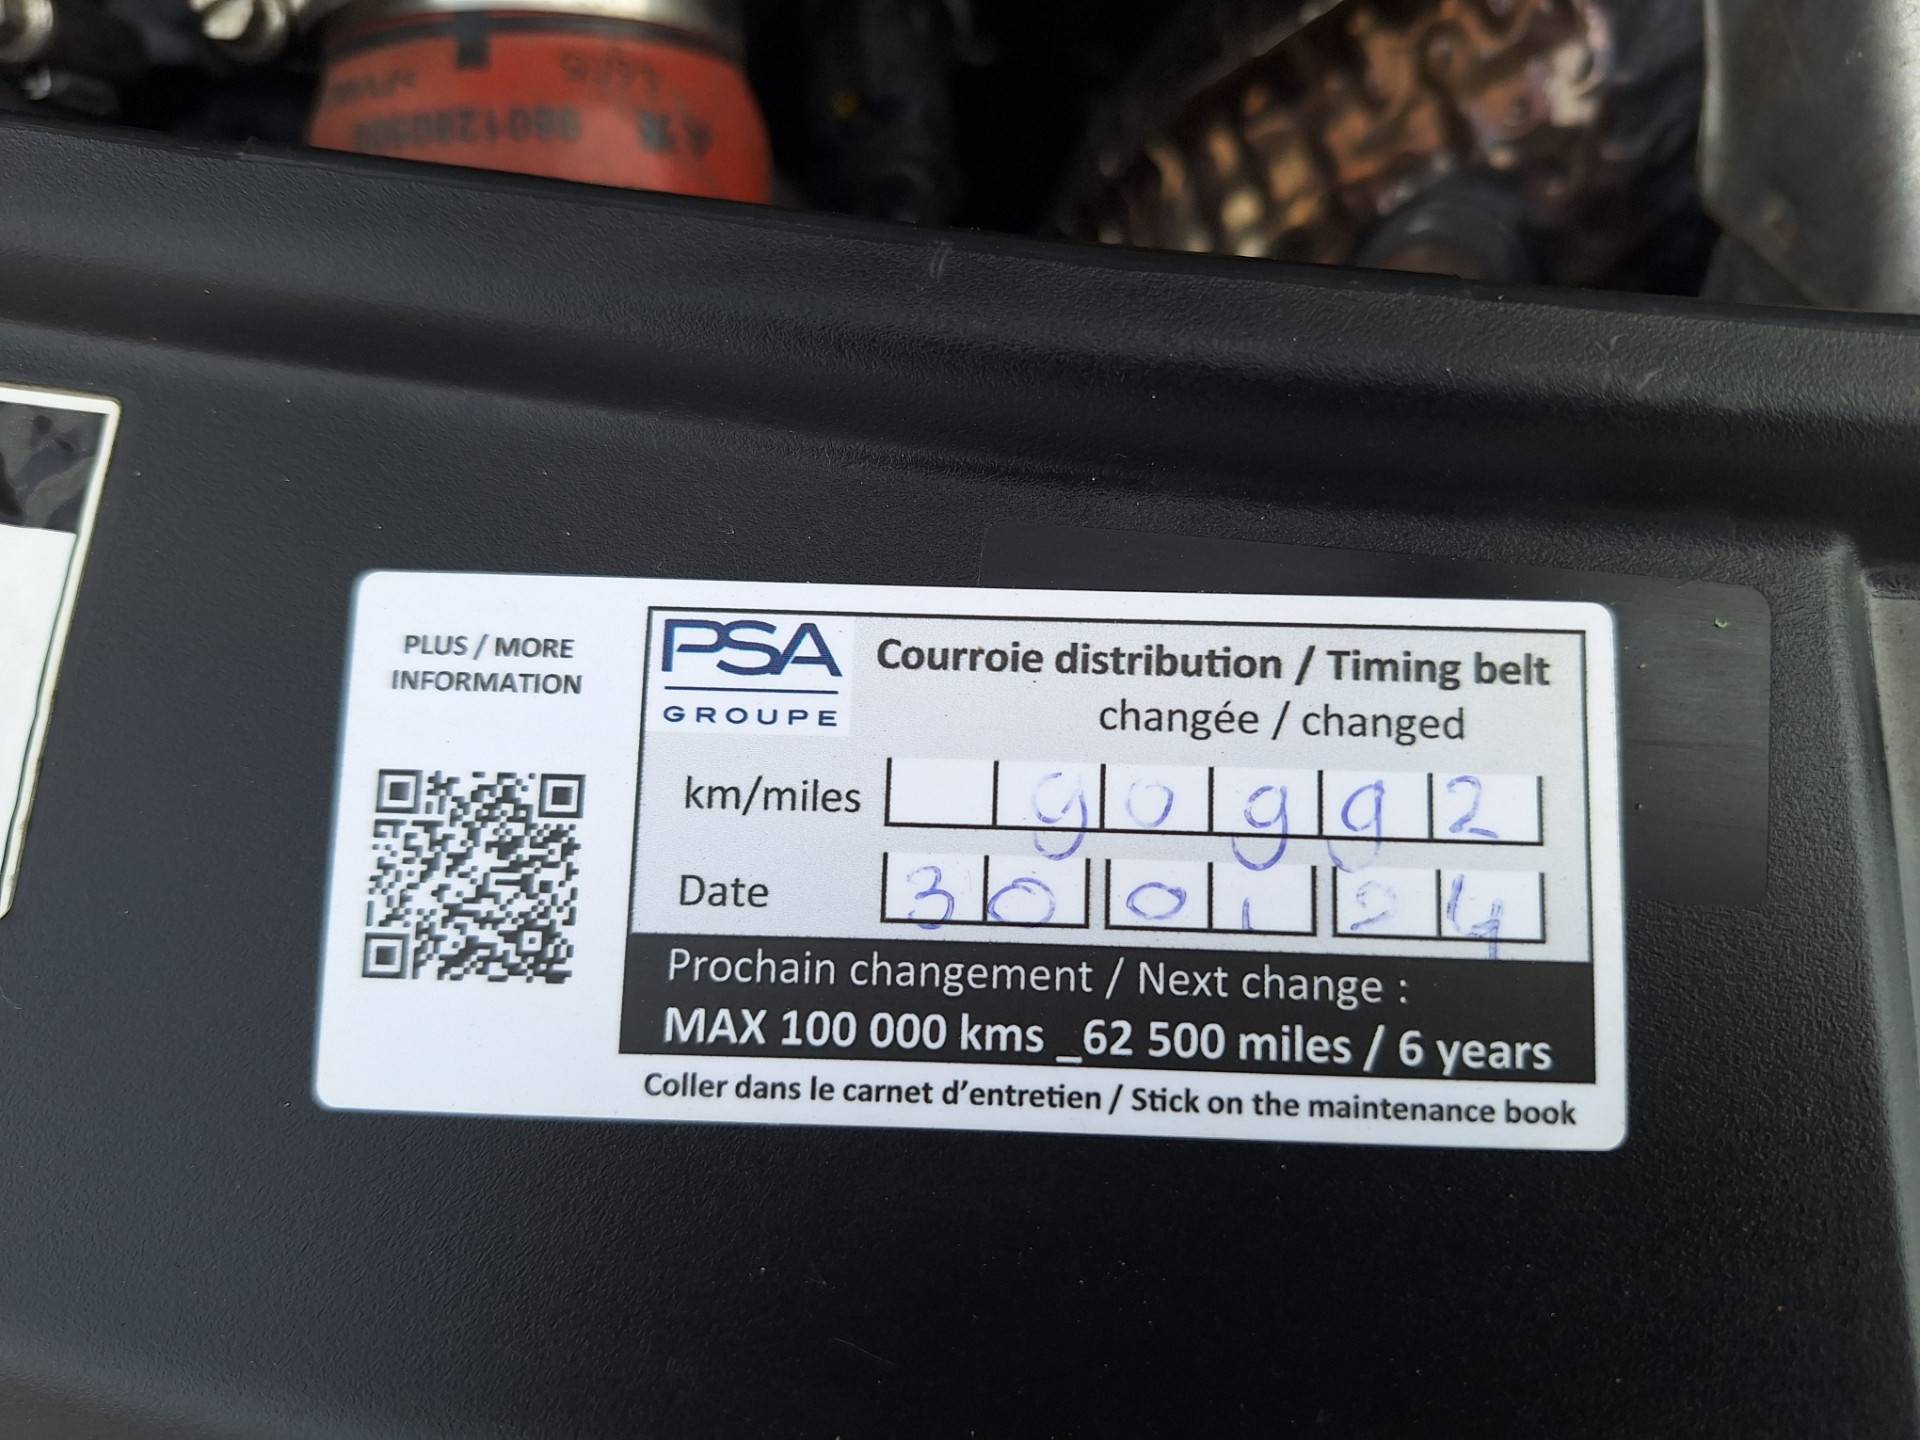 PLUS / MORE
INFORMATION
PSA
GROUPE
Courroie distribution / Timing belt
changée / changed
km/miles 90992
Date 30 01 24
Prochain changement / Next change :
MAX 100 000 kms _62 500 miles / 6 years
Coller dans le carnet d'entretien / Stick on the maintenance book